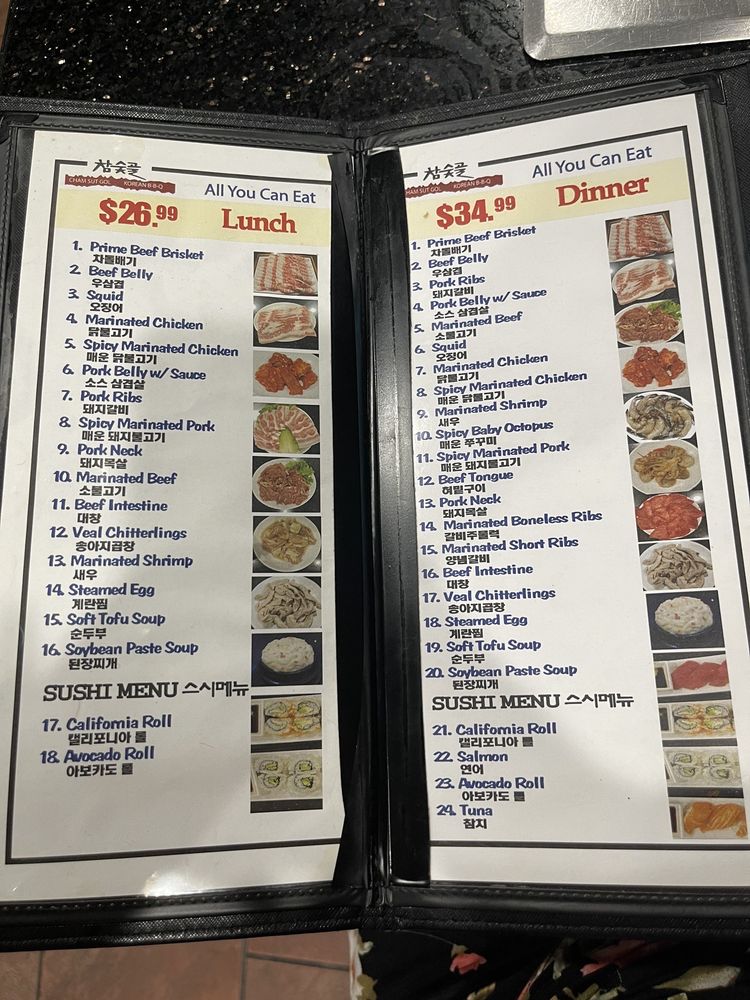 참숯골
CHAM SUT GOL KOREAN B-B-Q
All You Can Eat
$26.99 Lunch
1. Prime Beef Brisket
차돌배기
2. Beef Belly
우삼겹
3. Squid
오징어
4. Marinated Chicken
닭불고기
5. Spicy Marinated Chicken
매운 닭불고기
6. Pork Belly w/ Sauce
소스 삼겹살
7. Pork Ribs
돼지갈비
8. Spicy Marinated Pork
매운 돼지불고기
9. Pork Neck
돼지목살
10. Marinated Beef
소불고기
11. Beef Intestine
대창
12. Veal Chitterlings
송아지곱창
13. Marinated Shrimp
새우
14. Steamed Egg
계란찜
15. Soft Tofu Soup
순두부
16. Soybean Paste Soup
된장찌개
SUSHI MENU 스시메뉴
17. California Roll
캘리포니아 롤
18. Avocado Roll
아보카도 롤
참숯골
CHAM SUT GOL KOREAN B-B-Q
All You Can Eat
$34.99 Dinner
1. Prime Beef Brisket
차돌배기
2. Beef Belly
우삼겹
3. Pork Ribs
돼지갈비
4. Pork Belly w/ Sauce
소스 삼겹살
5. Marinated Beef
소불고기
6. Squid
오징어
7. Marinated Chicken
닭불고기
8. Spicy Marinated Chicken
매운 닭불고기
9. Marinated Shrimp
새우
10. Spicy Baby Octopus
매운 쭈꾸미
11. Spicy Marinated Pork
매운 돼지불고기
12. Beef Tongue
혀밑구이
13. Pork Neck
돼지목살
14. Marinated Boneless Ribs
갈비주물럭
15. Marinated Short Ribs
양념갈비
16. Beef Intestine
대창
17. Veal Chitterlings
송아지곱창
18. Steamed Egg
계란찜
19. Soft Tofu Soup
순두부
20. Soybean Paste Soup
된장찌개
SUSHI MENU 스시메뉴
21. California Roll
캘리포니아 롤
22. Salmon
연어
23. Avocado Roll
아보카도 롤
24. Tuna
참치